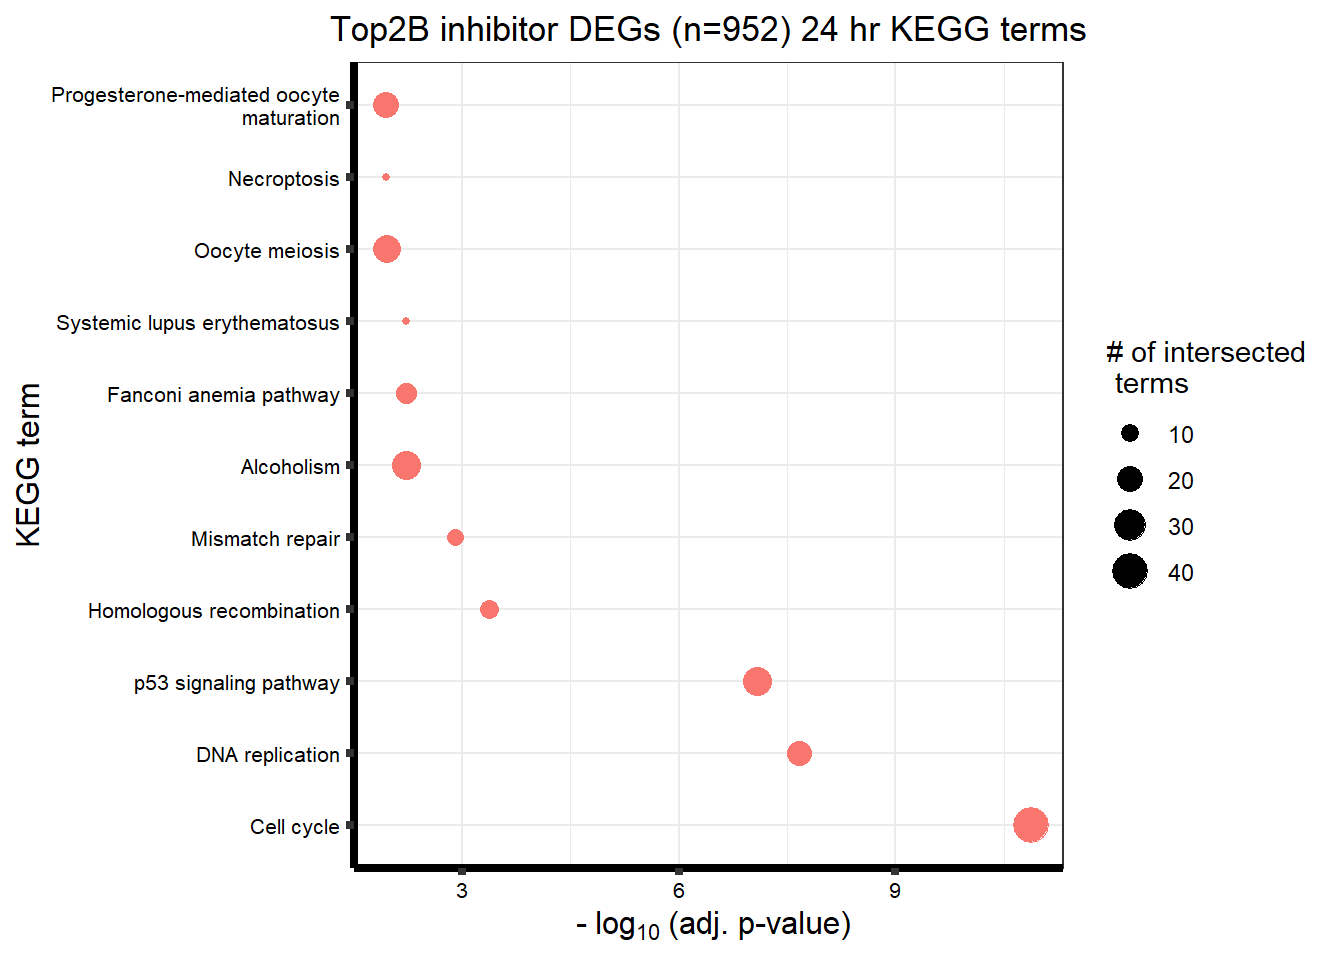 Top2B inhibitor DEGs (n=952) 24 hr KEGG terms
KEGG term
Progesterone-mediated oocyte
maturation
Necroptosis
Oocyte meiosis
Systemic lupus erythematosus
Fanconi anemia pathway
Alcoholism
Mismatch repair
Homologous recombination
p53 signaling pathway
DNA replication
Cell cycle
3 6 9
- log10 (adj. p-value)
# of intersected
terms
10
20
30
40